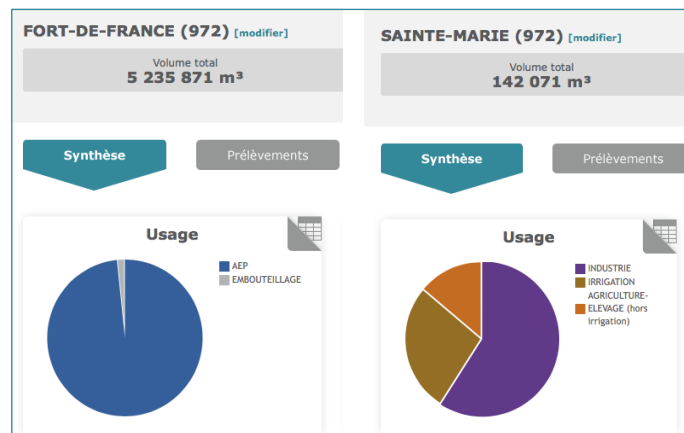 FORT-DE-FRANCE (972) [modifier]
Volume total
5 235 871 m³
Synthèse
Prélèvements
Usage
AEP
EMBOUTEILLAGE
SAINTE-MARIE (972) [modifier]
Volume total
142 071 m³
Synthèse
Prélèvements
Usage
INDUSTRIE
IRRIGATION
AGRICULTURE-
ELEVAGE (hors
irrigation)